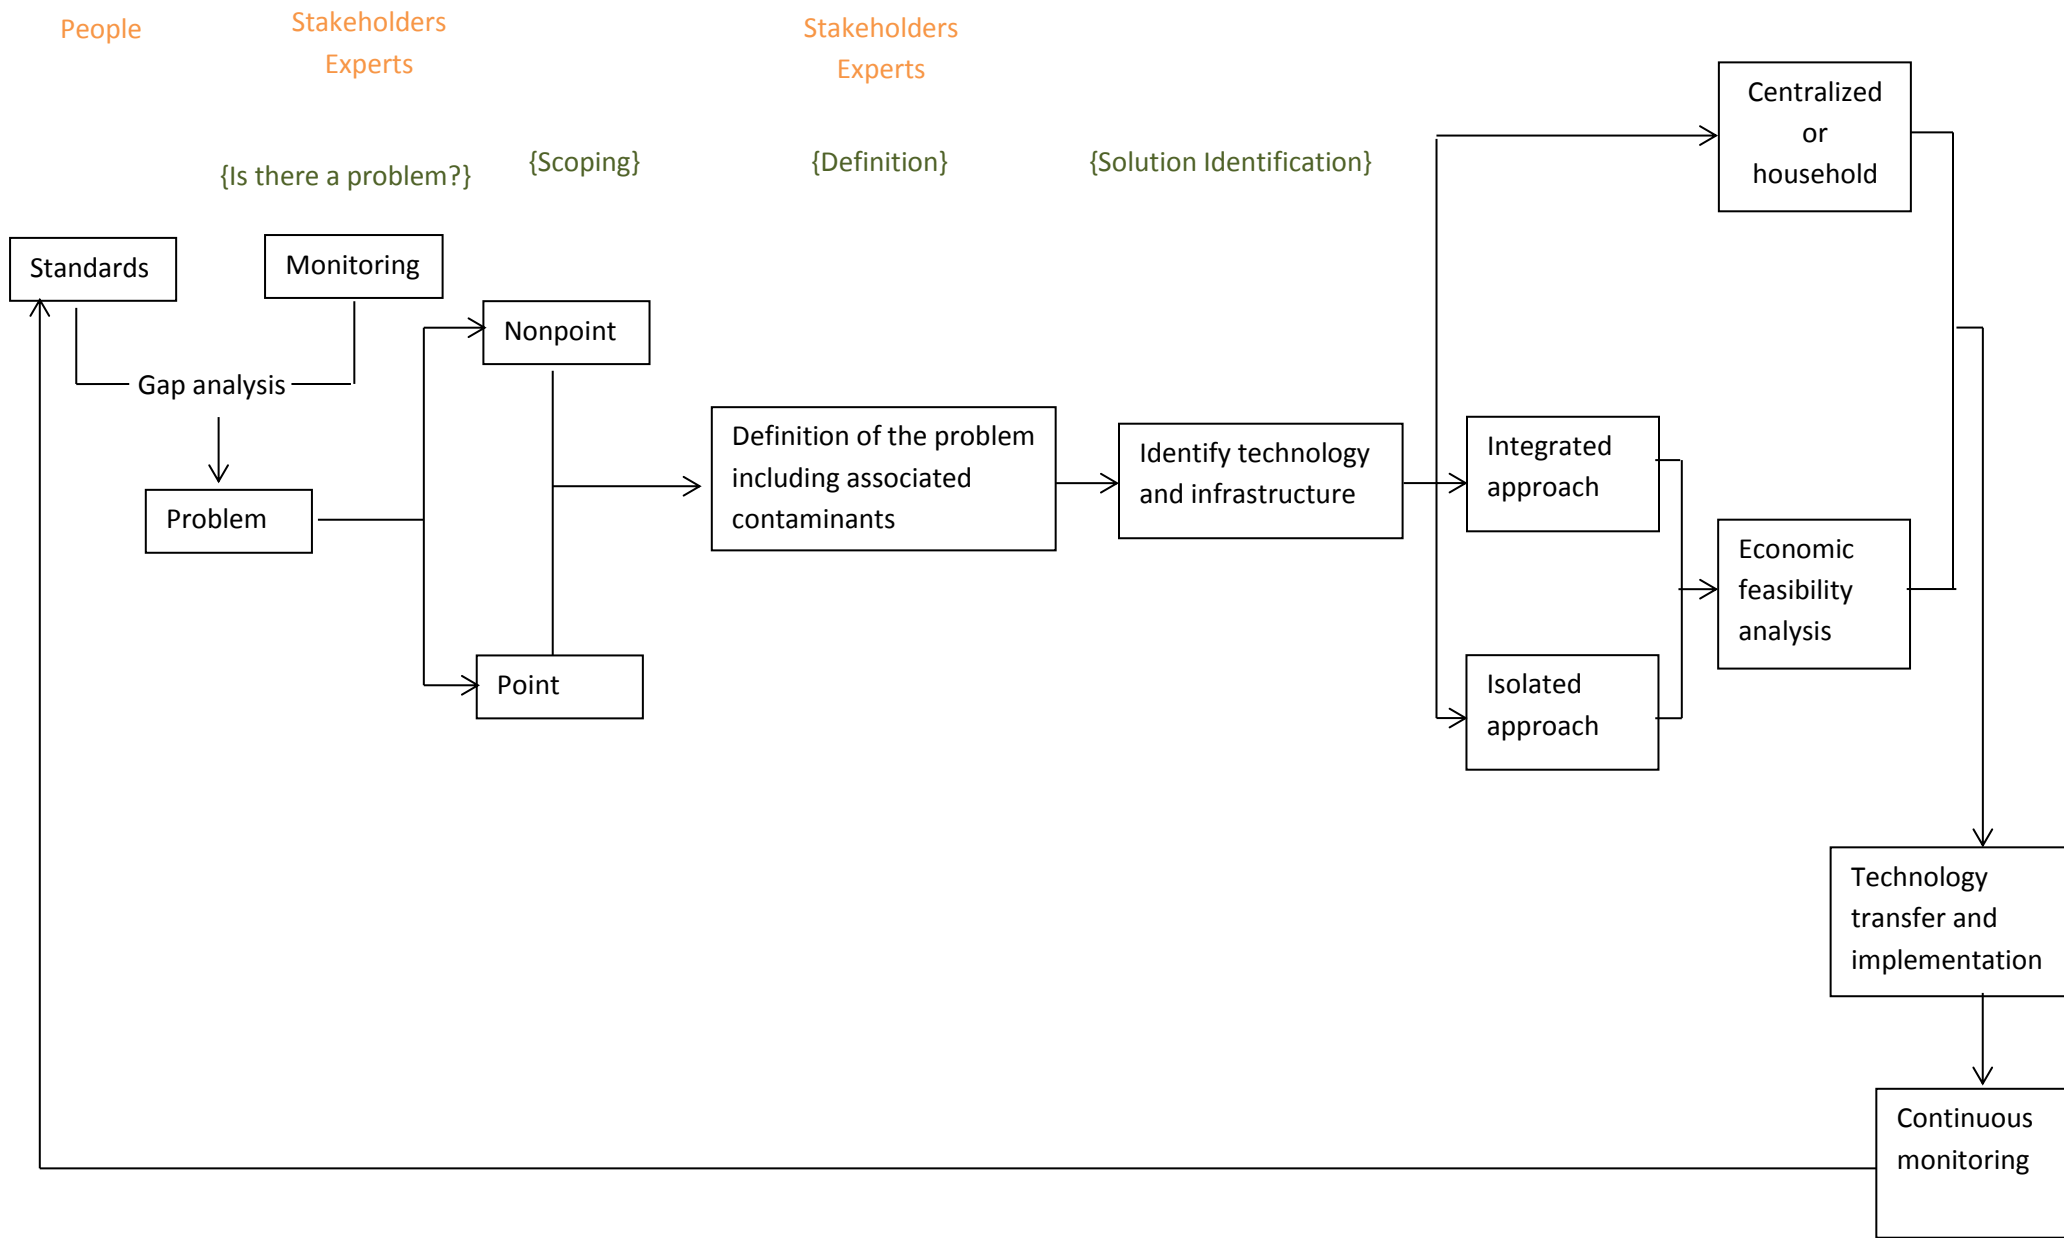 People
Stakeholders
Experts
Stakeholders
Experts
{Is there a problem?}
{Scoping}
{Definition}
{Solution Identification}
Centralized
or
household
Standards
Monitoring
Gap analysis
Problem
Nonpoint
Point
Definition of the problem
including associated
contaminants
Identify technology
and infrastructure
Integrated
approach
Isolated
approach
Economic
feasibility
analysis
Technology
transfer and
implementation
Continuous
monitoring